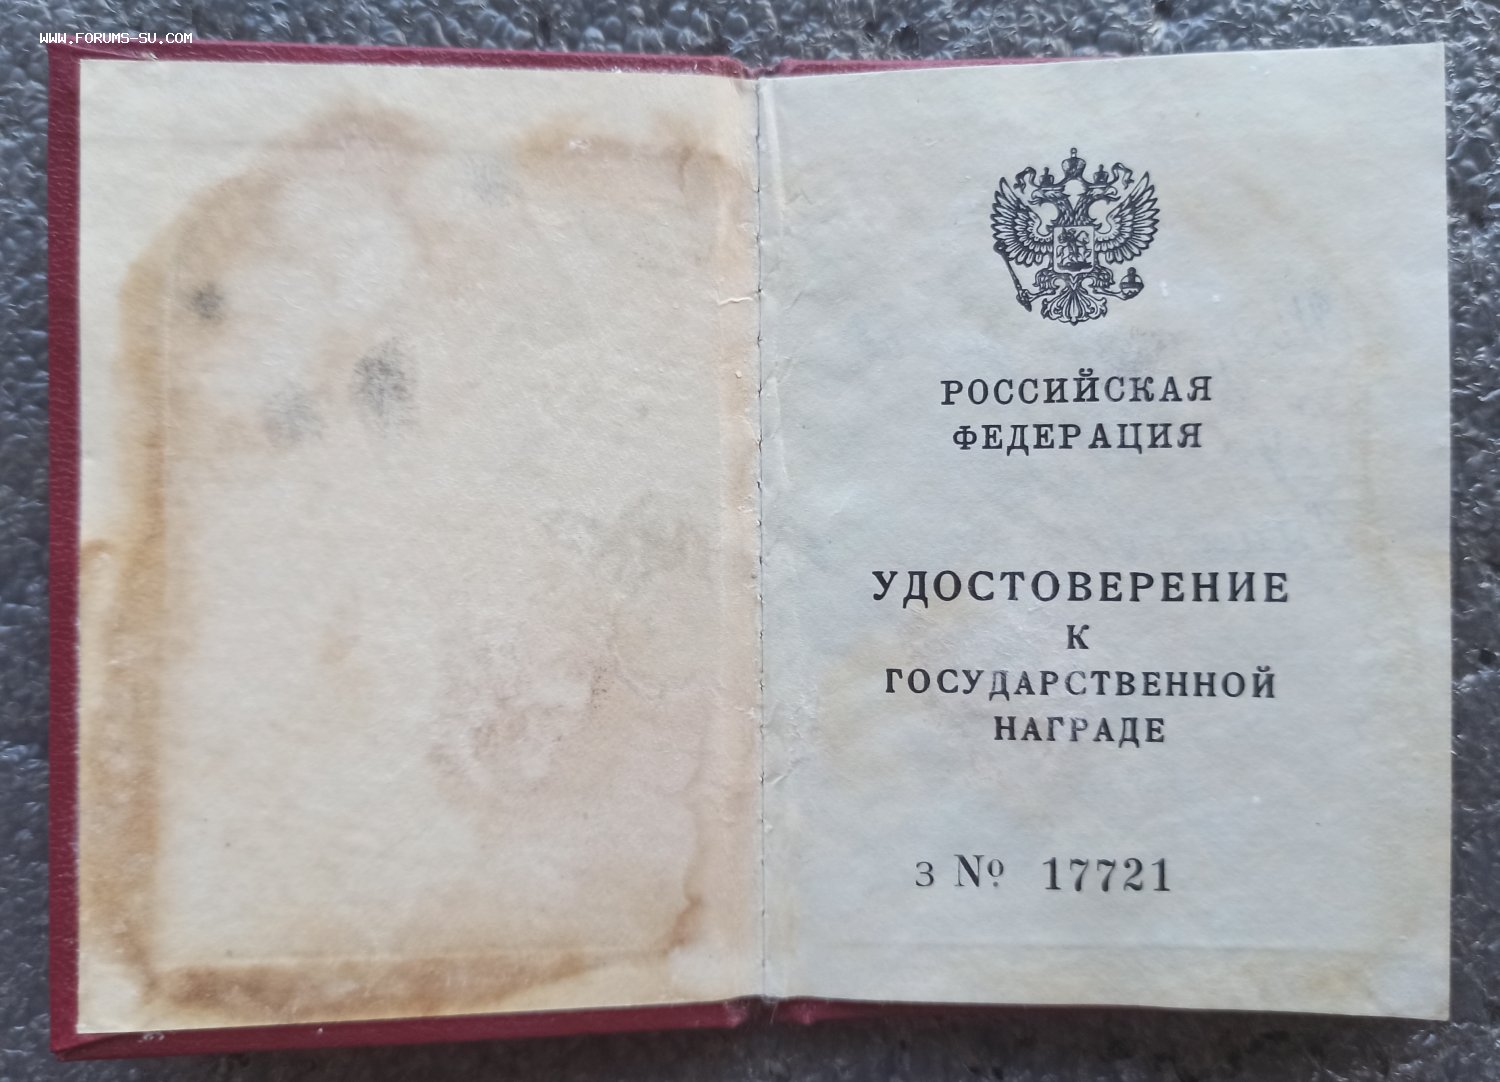 WWW.FORUMS-SU.COM
РОССИЙСКАЯ
ФЕДЕРАЦИЯ
УДОСТОВЕРЕНИЕ
К
ГОСУДАРСТВЕННОЙ
НАГРАДЕ
З № 17721